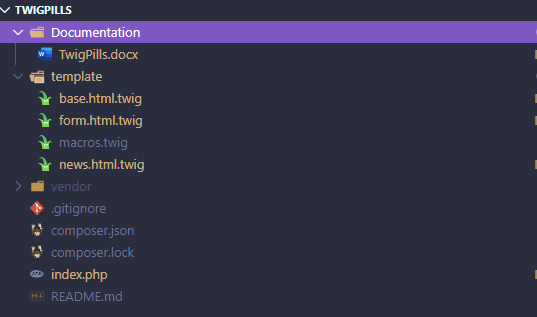 TWIGPILLS
Documentation
TwigPills.docx
template
base.html.twig
form.html.twig
macros.twig
news.html.twig
vendor
.gitignore
composer.json
composer.lock
index.php
README.md